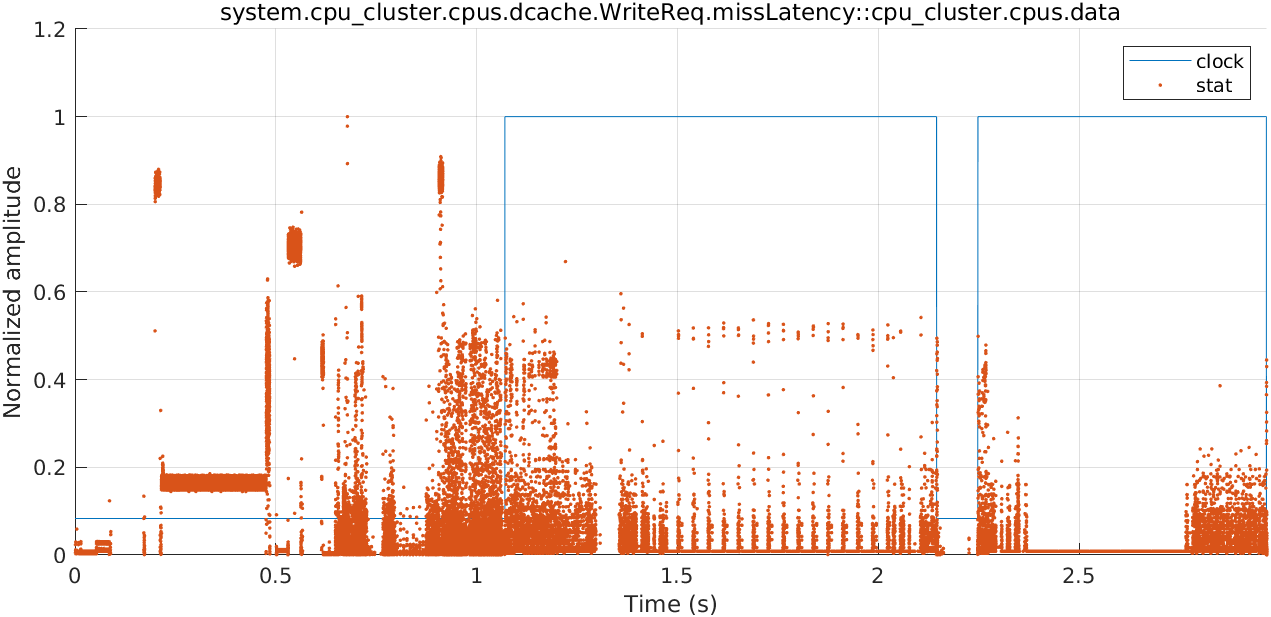 system.cpu_cluster.cpus.dcache.WriteReq.missLatency::cpu_cluster.cpus.data
1.2
clock
stat
1
0.8
0.6
0.4
0.2
0
Normalized amplitude
0
0.5
1
1.5
2
2.5
Time (s)